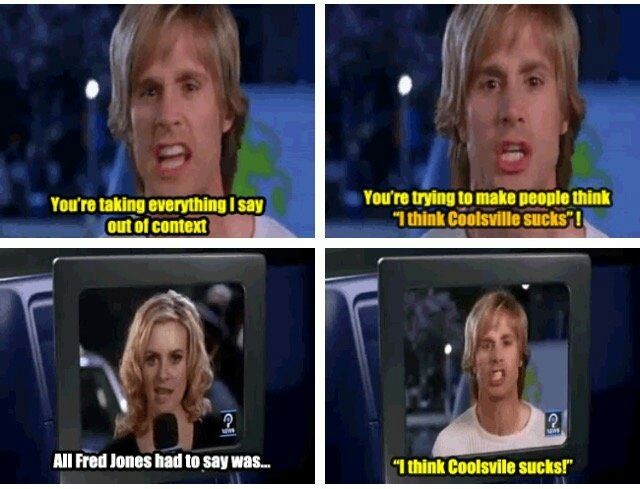 You're taking everything I say
out of context
You're trying to make people think
"I think Coolsville sucks"!
All Fred Jones had to say was...
"I think Coolsvile sucks!"